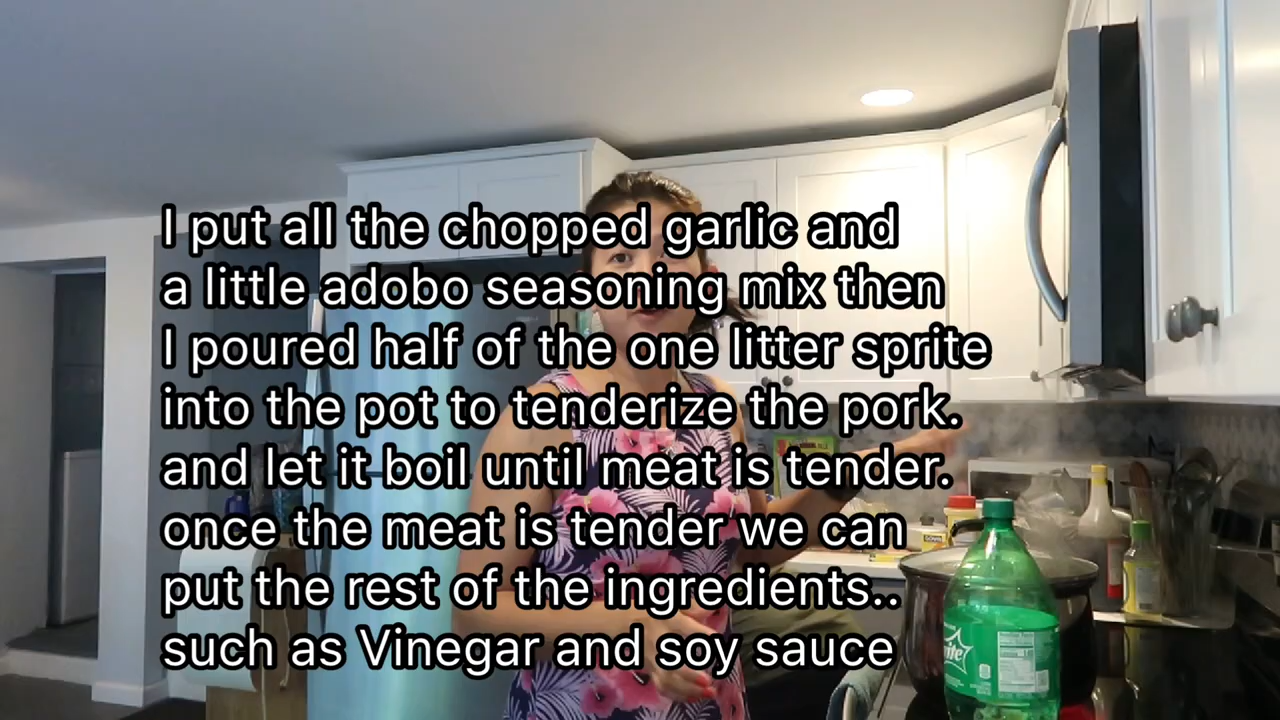 I put all the chopped garlic and
a little adobo seasoning mix then
I poured half of the one litter sprite
into the pot to tenderize the pork.
and let it boil until meat is tender.
once the meat is tender we can
put the rest of the ingredients..
such as Vinegar and soy sauce